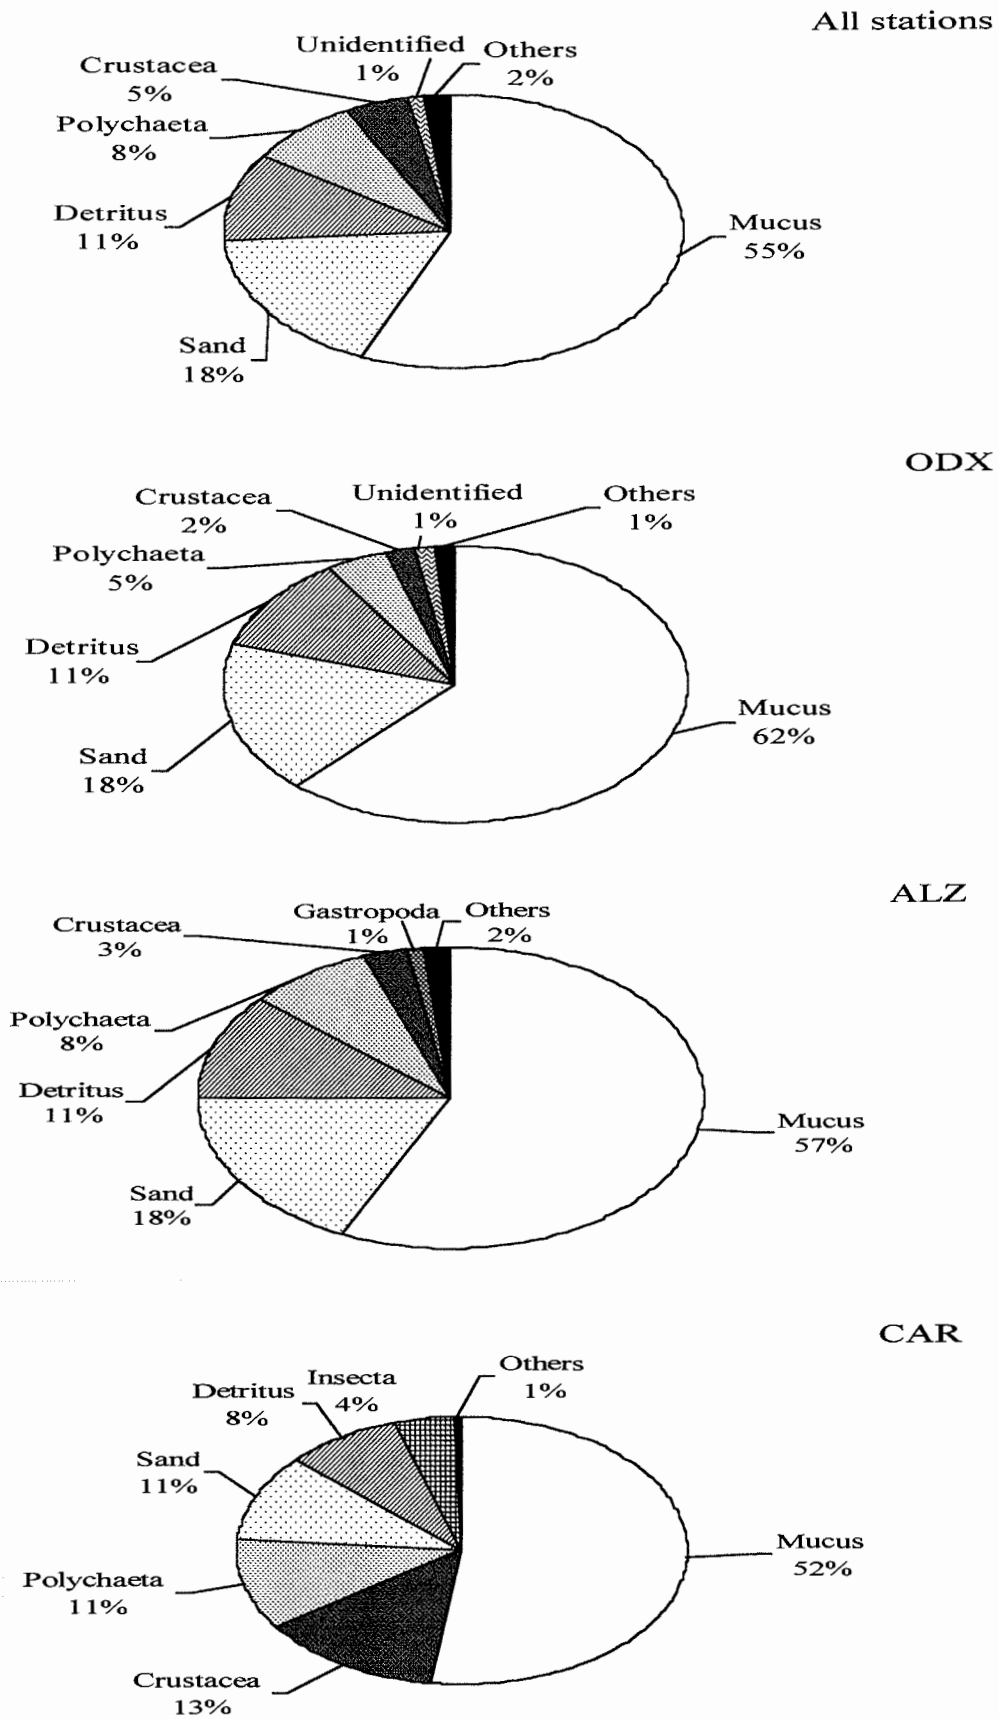 All stations
Unidentified
1%
Others
2%
Crustacea
5%
Polychaeta
8%
Detritus
11%
Mucus
55%
Sand
18%
ODX
Crustacea
2%
Unidentified
1%
Others
1%
Polychaeta
5%
Detritus
11%
Mucus
62%
Sand
18%
ALZ
Crustacea
3%
Gastropoda
1%
Others
2%
Polychaeta
8%
Detritus
11%
Mucus
57%
Sand
18%
CAR
Others
1%
Insecta
4%
Detritus
8%
Sand
11%
Mucus
52%
Polychaeta
11%
Crustacea
13%